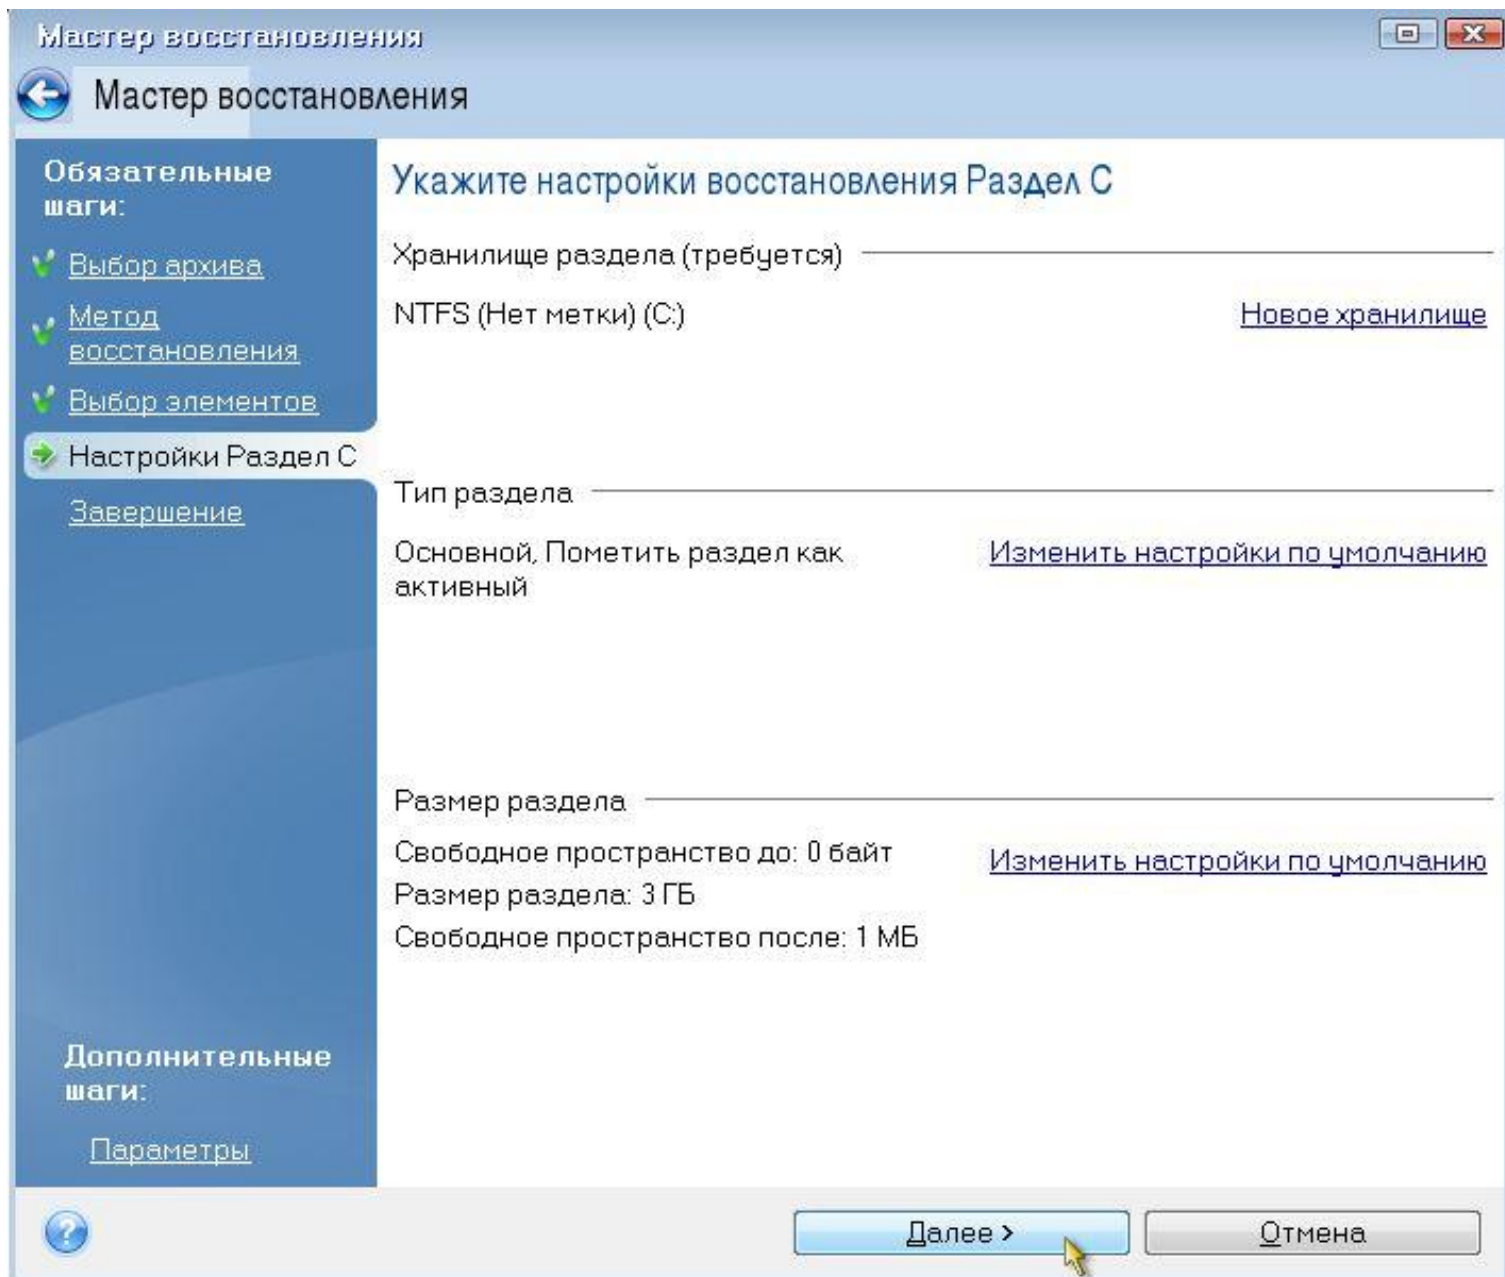 Мастер восстановления
Мастер восстановления
Обязательные
шаги:
Выбор архива
Метод
восстановления
Выбор элементов
Настройки Раздел C
Завершение
Дополнительные
шаги:
Параметры
Укажите настройки восстановления Раздел C
Хранилище раздела (требуется)
NTFS (Нет метки) (C:)
Новое хранилище
Тип раздела
Основной, Пометить раздел как
активный
Изменить настройки по умолчанию
Размер раздела
Свободное пространство до: 0 байт
Изменить настройки по умолчанию
Размер раздела: 3 ГБ
Свободное пространство после: 1 МБ
?
Далее >
Отмена